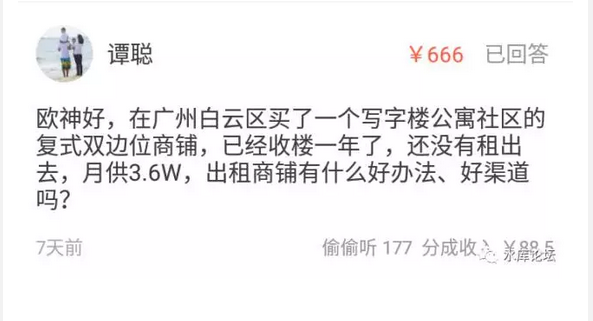 谭聪
￥666 已回答
欧神好，在广州白云区买了一个写字楼公寓社区的
复式双边位商铺，已经收楼一年了，还没有租出
去，月供3.6W，出租商铺有什么好办法、好渠道
吗？
7天前
偷偷听 177 分成收入 ￥88.5
水库论坛